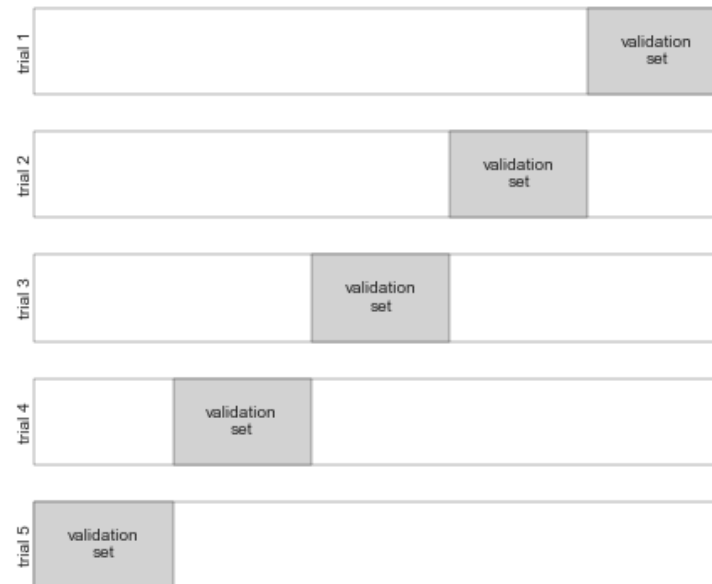 trial 1
validation
set
trial 2
validation
set
trial 3
validation
set
trial 4
validation
set
trial 5
validation
set